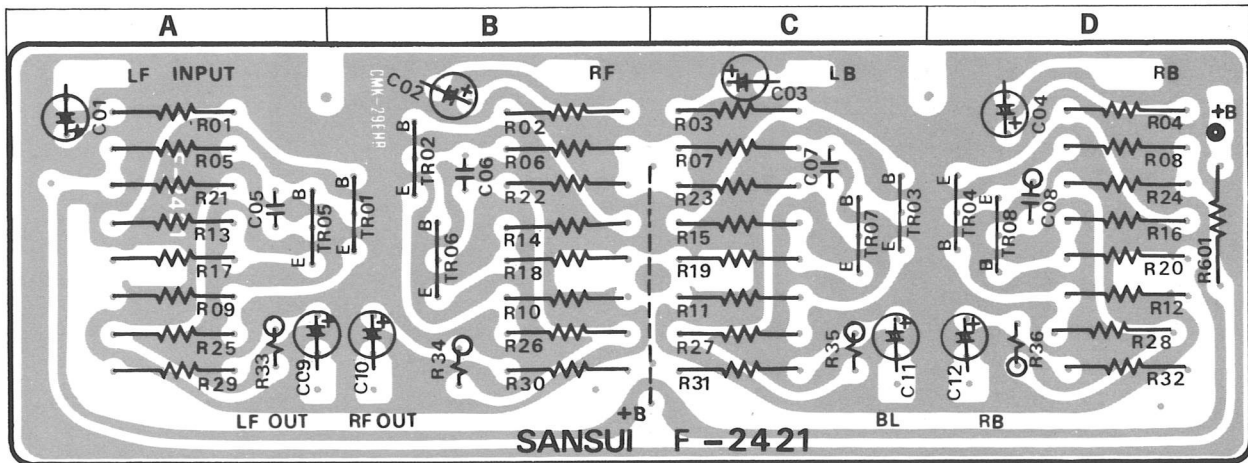 A B C D
LF INPUT RF LB RB
C01 C02 C03 C04
CMK-29EHR
R01 R02 R03 R04 +B
R05 R06 R07 R08
TR02 B E C06 C07
R21 R22 R23 R24
C05 B E TR05 B E TR01 B E TR07 B E TR03 E B TR04 E B TR08 C08
R13 R14 R15 R16
B E TR06
R17 R18 R19 R20 R601
R09 R10 R11 R12
R25 R26 R27 R28
R33 C09 C10 R34 R35 C11 C12 R36
R29 R30 R31 R32
LF OUT RF OUT +B BL RB
SANSUI F-2421